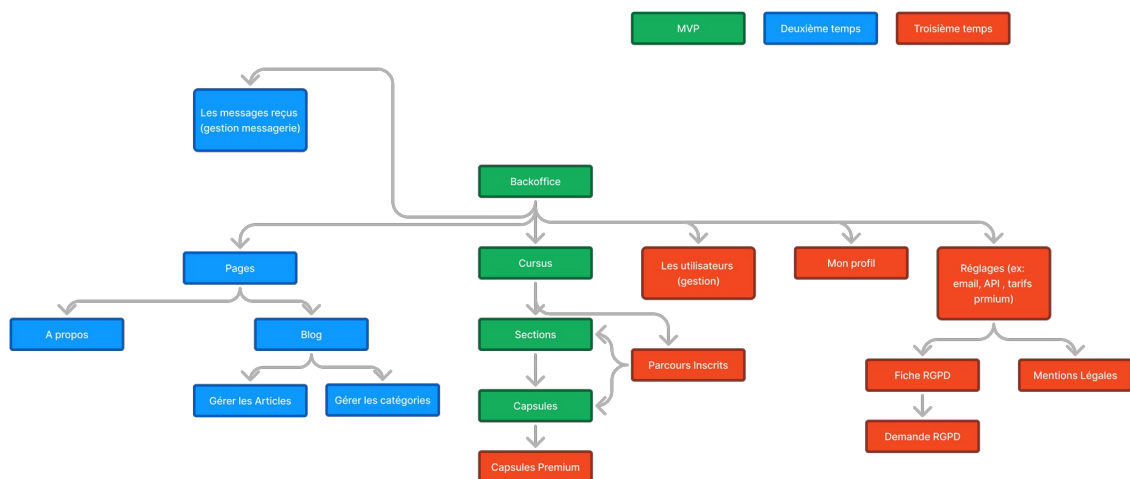 MVP
Deuxième temps
Troisième temps
Les messages reçus
(gestion messagerie)
Backoffice
Pages
Cursus
Les utilisateurs
(gestion)
Mon profil
Réglages (ex:
email, API , tarifs
prmium)
A propos
Blog
Sections
Parcours Inscrits
Fiche RGPD
Mentions Légales
Gérer les Articles
Gérer les catégories
Capsules
Demande RGPD
Capsules Premium